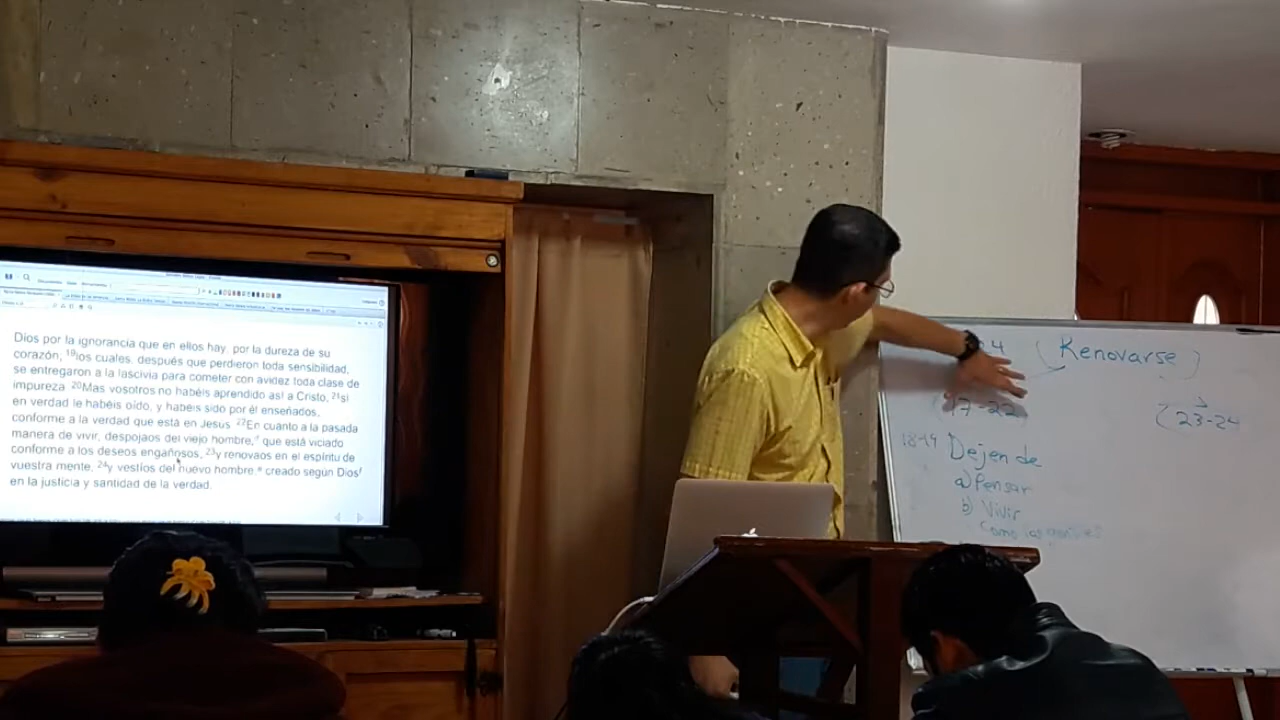 Dios por la ignorancia que en ellos hay, por la dureza de su
corazón, 19los cuales, después que perdieron toda sensibilidad,
se entregaron a la lascivia para cometer con avidez toda clase de
impureza. 20Mas vosotros no habéis aprendido así a Cristo, 21si
en verdad le habéis oído, y habéis sido por él enseñados,
conforme a la verdad que está en Jesús. 22En cuanto a la pasada
manera de vivir, despojaos del viejo hombre, que está viciado
conforme a los deseos engañosos, 23y renovaos en el espíritu de
vuestra mente, 24y vestíos del nuevo hombre, creado según Dios
en la justicia y santidad de la verdad.
Renovarse
17-22
23-24
18-19 Dejen de
a) Pensar
b) Vivir
Como los